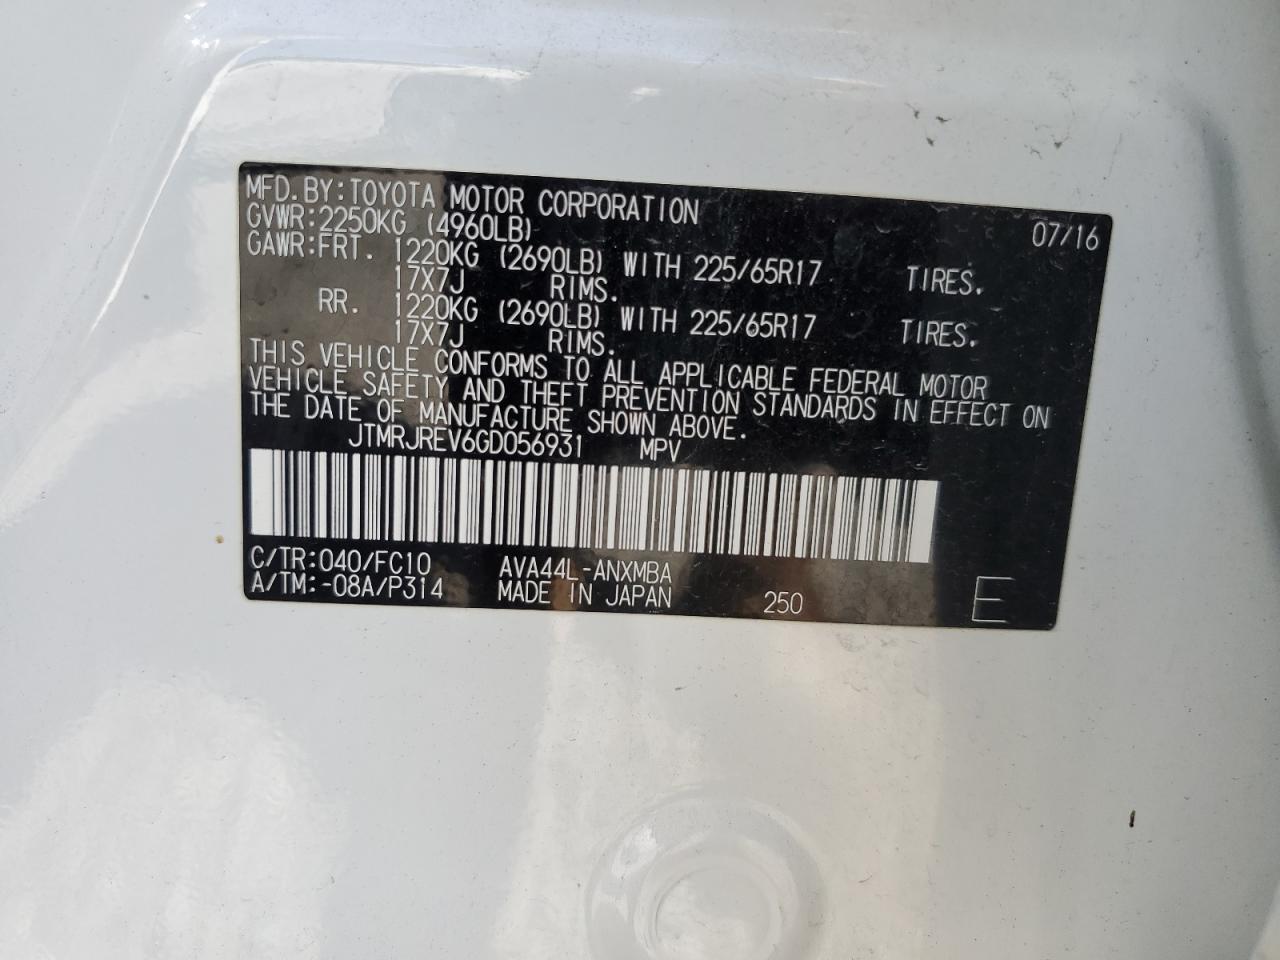 MFD.BY:TOYOTA MOTOR CORPORATION 07/16
GVWR:2250KG (4960LB)
GAWR:FRT. 1220KG (2690LB) WITH 225/65R17 TIRES.
17X7J RIMS.
RR. 1220KG (2690LB) WITH 225/65R17 TIRES.
17X7J RIMS.
THIS VEHICLE CONFORMS TO ALL APPLICABLE FEDERAL MOTOR
VEHICLE SAFETY AND THEFT PREVENTION STANDARDS IN EFFECT ON
THE DATE OF MANUFACTURE SHOWN ABOVE.
JTMRJREV6GD056931 MPV
C/TR:040/FC10 AVA44L-ANXMBA
A/TM:-08A/P314 MADE IN JAPAN 250 E